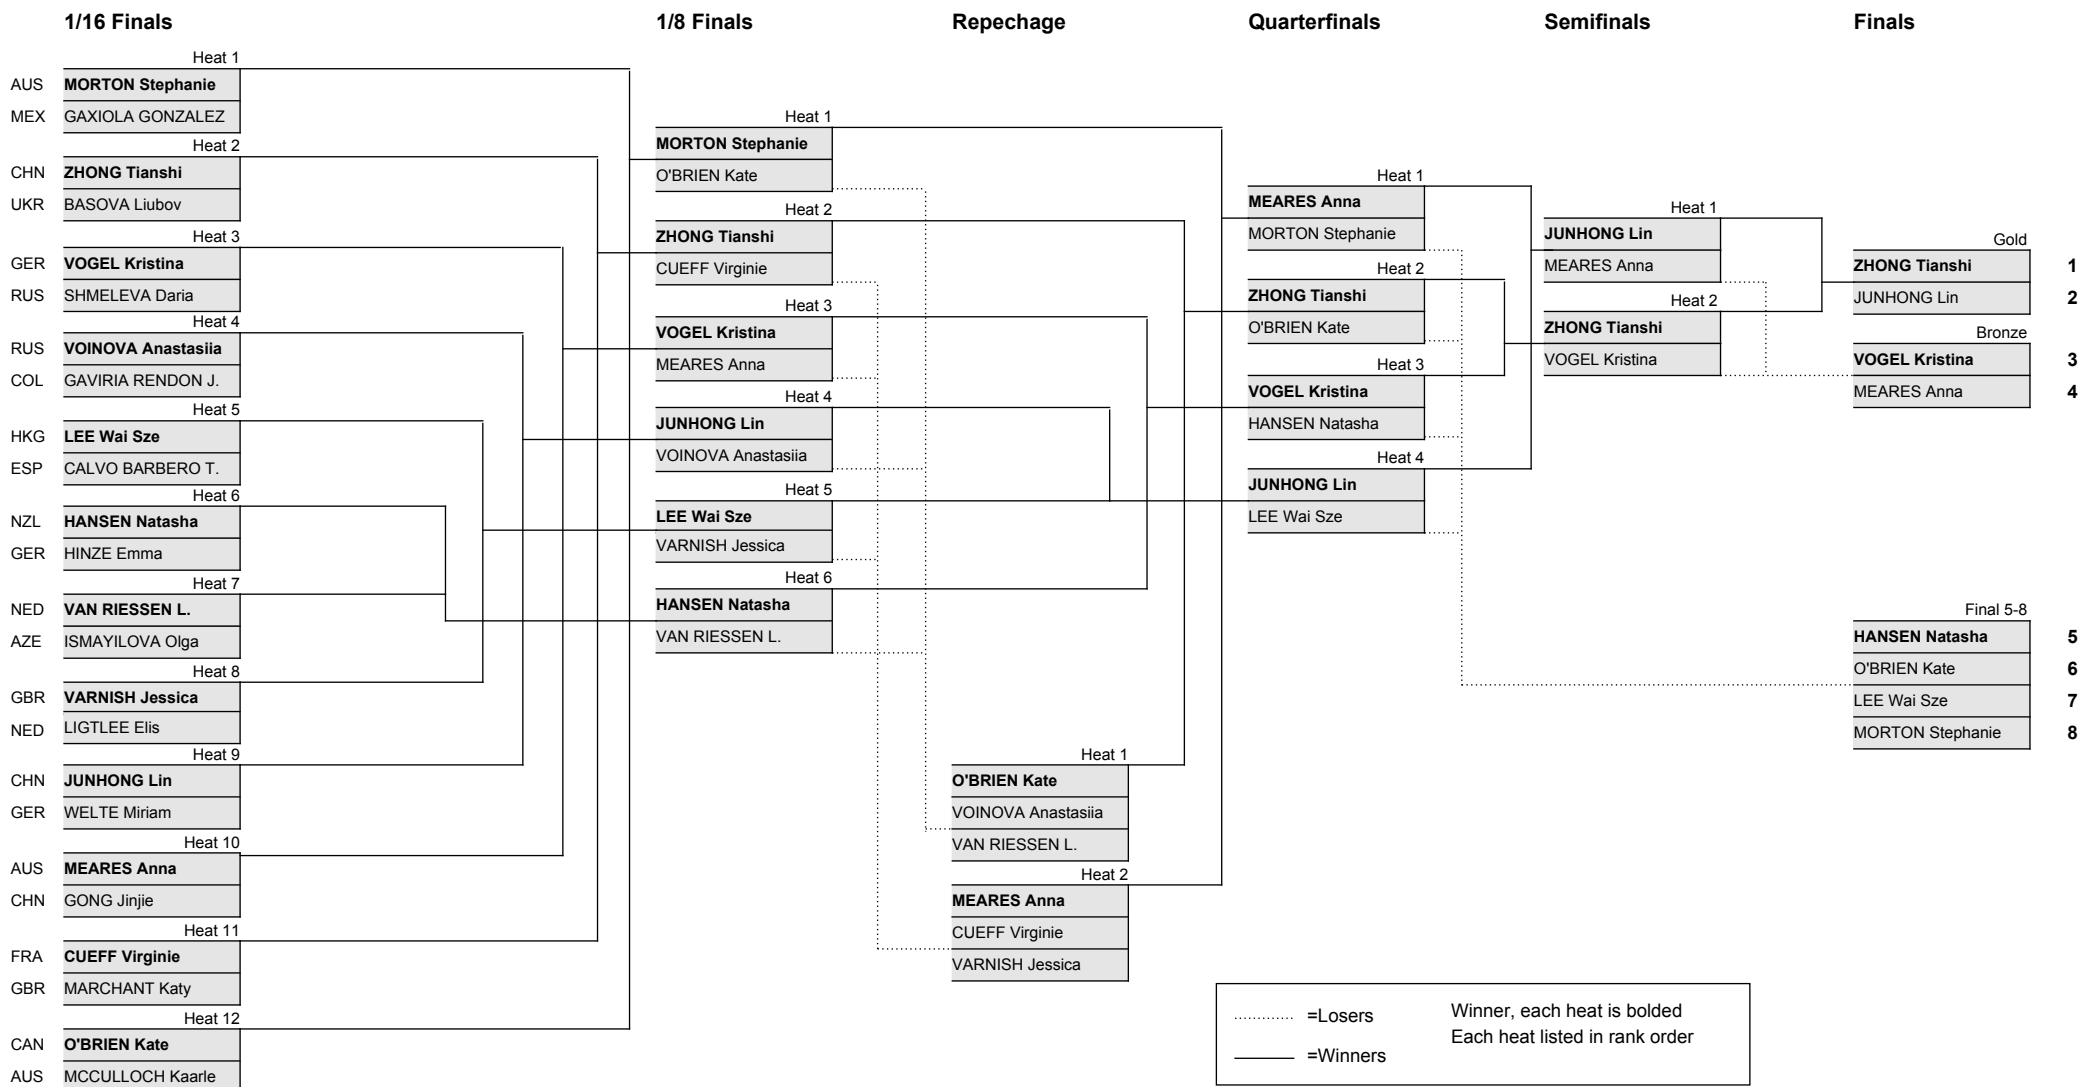 1/16 Finals
1/8 Finals
Repechage
Quarterfinals
Semifinals
Finals
Heat 1
AUS MORTON Stephanie
MEX GAXIOLA GONZALEZ
Heat 2
CHN ZHONG Tianshi
UKR BASOVA Liubov
Heat 3
GER VOGEL Kristina
RUS SHMELEVA Daria
Heat 4
RUS VOINOVA Anastasiia
COL GAVIRIA RENDON J.
Heat 5
HKG LEE Wai Sze
ESP CALVO BARBERO T.
Heat 6
NZL HANSEN Natasha
GER HINZE Emma
Heat 7
NED VAN RIESSEN L.
AZE ISMAYILOVA Olga
Heat 8
GBR VARNISH Jessica
NED LIGTLEE Elis
Heat 9
CHN JUNHONG Lin
GER WELTE Miriam
Heat 10
AUS MEARES Anna
CHN GONG Jinjie
Heat 11
FRA CUEFF Virginie
GBR MARCHANT Katy
Heat 12
CAN O'BRIEN Kate
AUS MCCULLOCH Kaarle
Heat 1
MORTON Stephanie
O'BRIEN Kate
Heat 2
ZHONG Tianshi
CUEFF Virginie
Heat 3
VOGEL Kristina
MEARES Anna
Heat 4
JUNHONG Lin
VOINOVA Anastasiia
Heat 5
LEE Wai Sze
VARNISH Jessica
Heat 6
HANSEN Natasha
VAN RIESSEN L.
Heat 1
O'BRIEN Kate
VOINOVA Anastasiia
VAN RIESSEN L.
Heat 2
MEARES Anna
CUEFF Virginie
VARNISH Jessica
Heat 1
MEARES Anna
MORTON Stephanie
Heat 2
ZHONG Tianshi
O'BRIEN Kate
Heat 3
VOGEL Kristina
HANSEN Natasha
Heat 4
JUNHONG Lin
LEE Wai Sze
Heat 1
JUNHONG Lin
MEARES Anna
Heat 2
ZHONG Tianshi
VOGEL Kristina
Gold
ZHONG Tianshi 1
JUNHONG Lin 2
Bronze
VOGEL Kristina 3
MEARES Anna 4
Final 5-8
HANSEN Natasha 5
O'BRIEN Kate 6
LEE Wai Sze 7
MORTON Stephanie 8
=Losers
=Winners
Winner, each heat is bolded
Each heat listed in rank order